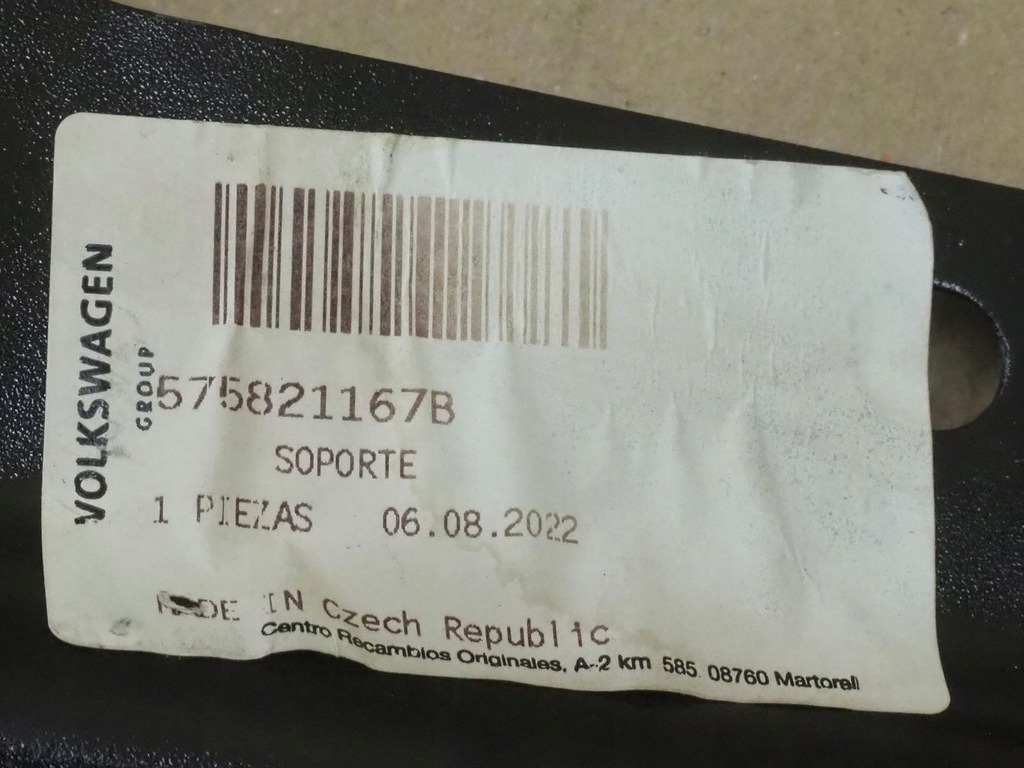 VOLKSWAGEN
GROUP
575821167B
SOPORTE
1 PIEZAS 06.08.2022
MADE IN Czech Republic
Centro Recambios Originales, A-2 km 585. 08760 Martorell